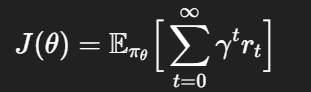 J(θ) = 𝔼_{π_θ} [ ∑_{t=0}^{∞} γ^t r_t ]